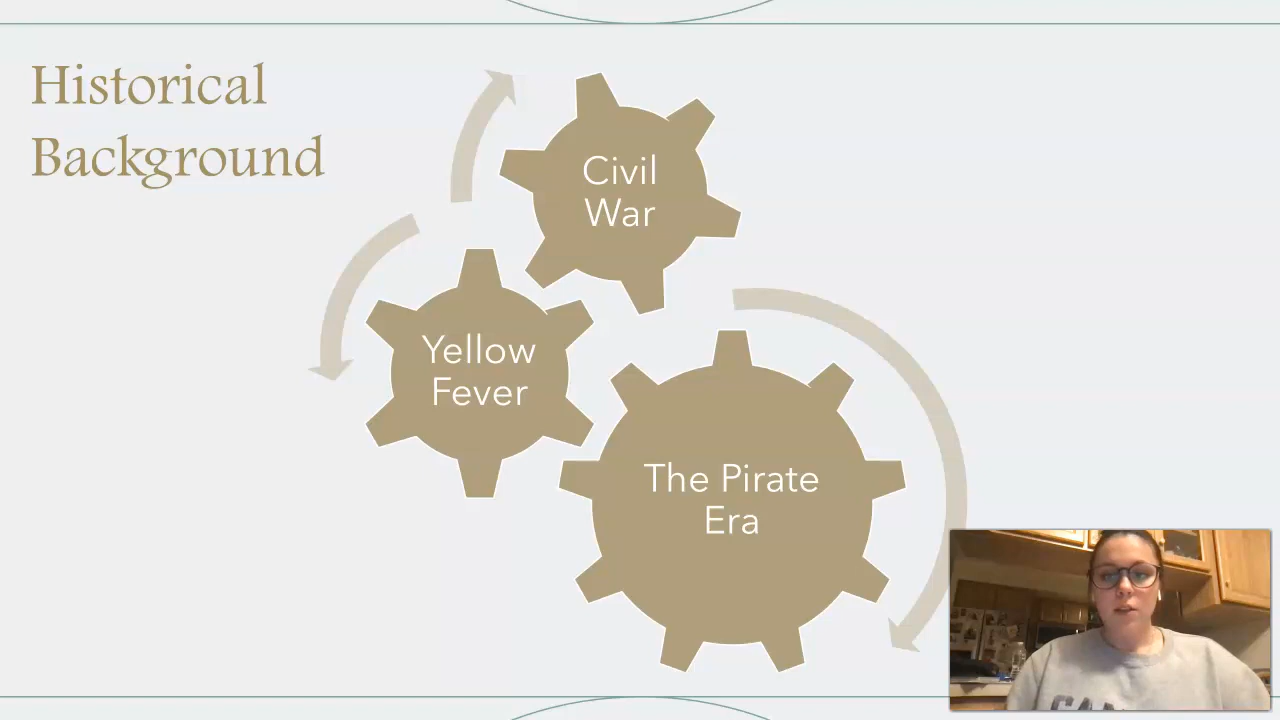 Historical
Background
Civil
War
Yellow
Fever
The Pirate
Era